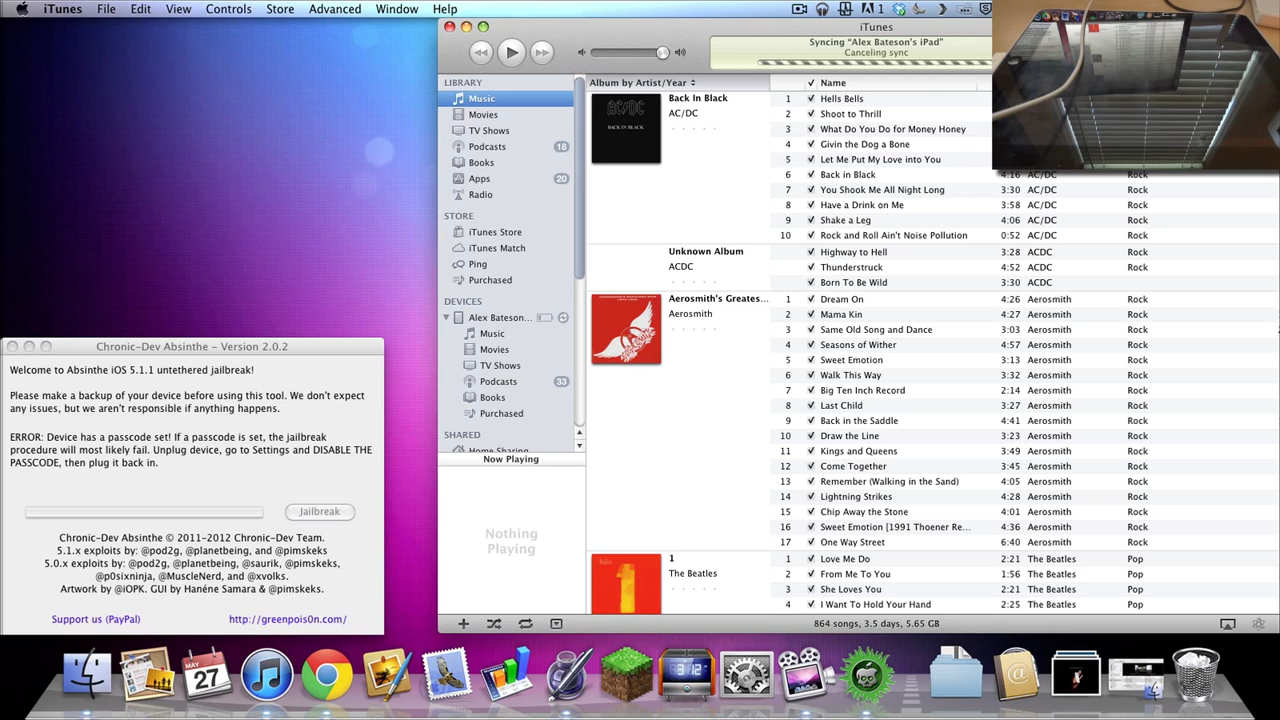 iTunes File Edit View Controls Store Advanced Window Help
1
iTunes
Syncing “Alex Bateson's iPad”
Canceling sync
LIBRARY
Music
Movies
TV Shows
Podcasts 18
Books
Apps 20
Radio
STORE
iTunes Store
iTunes Match
Ping
Purchased
DEVICES
Alex Bateson...
Music
Movies
TV Shows
Podcasts 33
Books
Purchased
SHARED
Home Sharing
Now Playing
Nothing
Playing
Album by Artist/Year ✓ Name
Back In Black
AC/DC
1 ✓ Hells Bells
2 ✓ Shoot to Thrill
3 ✓ What Do You Do for Money Honey
4 ✓ Givin the Dog a Bone
5 ✓ Let Me Put My Love into You
6 ✓ Back in Black 4:16 AC/DC Rock
7 ✓ You Shook Me All Night Long 3:30 AC/DC Rock
8 ✓ Have a Drink on Me 3:58 AC/DC Rock
9 ✓ Shake a Leg 4:06 AC/DC Rock
10 ✓ Rock and Roll Ain't Noise Pollution 0:52 AC/DC Rock
Unknown Album
ACDC
✓ Highway to Hell 3:28 ACDC Rock
✓ Thunderstruck 4:52 ACDC Rock
✓ Born To Be Wild 3:30 ACDC
Aerosmith's Greates...
Aerosmith
1 ✓ Dream On 4:26 Aerosmith Rock
2 ✓ Mama Kin 4:27 Aerosmith Rock
3 ✓ Same Old Song and Dance 3:03 Aerosmith Rock
4 ✓ Seasons of Wither 4:57 Aerosmith Rock
5 ✓ Sweet Emotion 3:13 Aerosmith Rock
6 ✓ Walk This Way 3:32 Aerosmith Rock
7 ✓ Big Ten Inch Record 2:14 Aerosmith Rock
8 ✓ Last Child 3:27 Aerosmith Rock
9 ✓ Back in the Saddle 4:41 Aerosmith Rock
10 ✓ Draw the Line 3:23 Aerosmith Rock
11 ✓ Kings and Queens 3:49 Aerosmith Rock
12 ✓ Come Together 3:45 Aerosmith Rock
13 ✓ Remember (Walking in the Sand) 4:05 Aerosmith Rock
14 ✓ Lightning Strikes 4:28 Aerosmith Rock
15 ✓ Chip Away the Stone 4:01 Aerosmith Rock
16 ✓ Sweet Emotion [1991 Thoener Re... 4:36 Aerosmith Rock
17 ✓ One Way Street 6:40 Aerosmith Rock
1
The Beatles
1 ✓ Love Me Do 2:21 The Beatles Pop
2 ✓ From Me To You 1:56 The Beatles Pop
3 ✓ She Loves You 2:21 The Beatles Pop
4 ✓ I Want To Hold Your Hand 2:25 The Beatles Pop
864 songs, 3.5 days, 5.65 GB
Chronic-Dev Absinthe - Version 2.0.2
Welcome to Absinthe iOS 5.1.1 untethered jailbreak!
Please make a backup of your device before using this tool. We don't expect
any issues, but we aren't responsible if anything happens.
ERROR: Device has a passcode set! If a passcode is set, the jailbreak
procedure will most likely fail. Unplug device, go to Settings and DISABLE THE
PASSCODE, then plug it back in.
Jailbreak
Chronic-Dev Absinthe © 2011-2012 Chronic-Dev Team.
5.1.x exploits by: @pod2g, @planetbeing, and @pimskeks
5.0.x exploits by: @pod2g, @planetbeing, @saurik, @pimskeks,
@p0sixninja, @MuscleNerd, and @xvolks.
Artwork by @iOPK. GUI by Hanéne Samara & @pimskeks.
Support us (PayPal) http://greenpois0n.com/
MAY
27